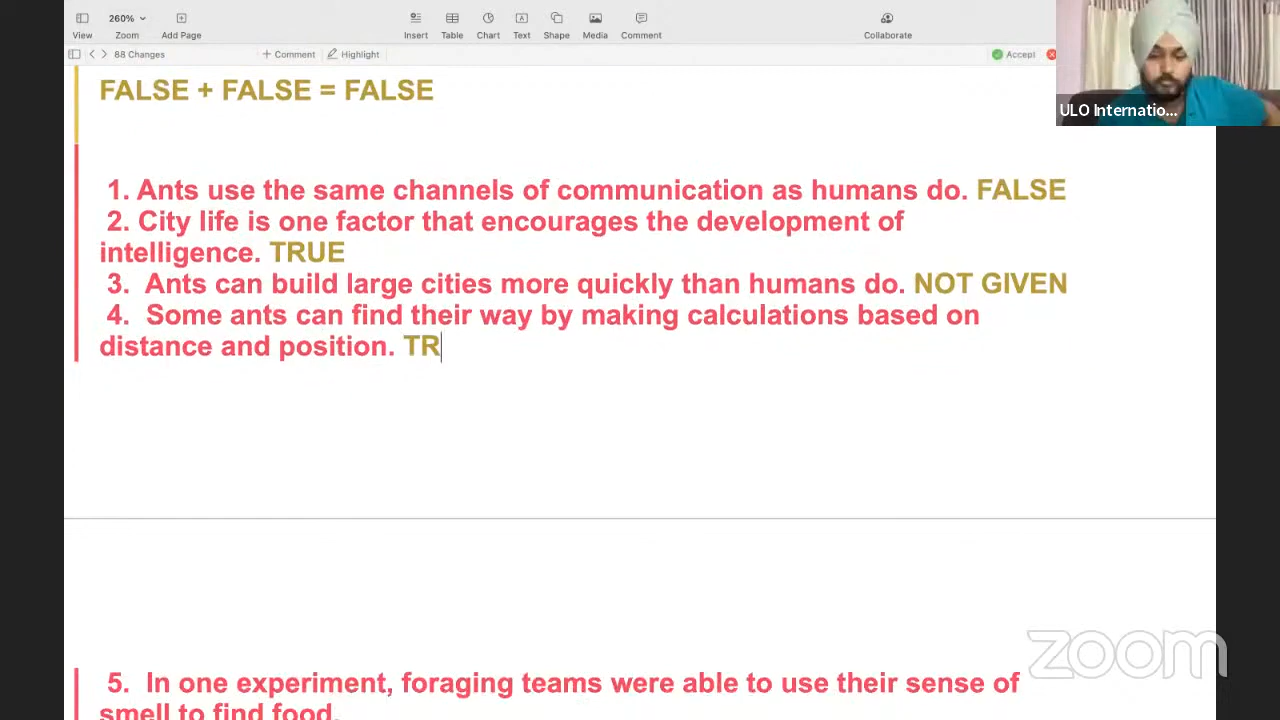 260%
View
Zoom
Add Page
Insert
Table
Chart
Text
Shape
Media
Comment
Collaborate
88 Changes
Comment
Highlight
Accept
ULO Internatio...
FALSE + FALSE = FALSE
1. Ants use the same channels of communication as humans do. FALSE
2. City life is one factor that encourages the development of
intelligence. TRUE
3. Ants can build large cities more quickly than humans do. NOT GIVEN
4. Some ants can find their way by making calculations based on
distance and position. TR
5. In one experiment, foraging teams were able to use their sense of
smell to find food.
zoom